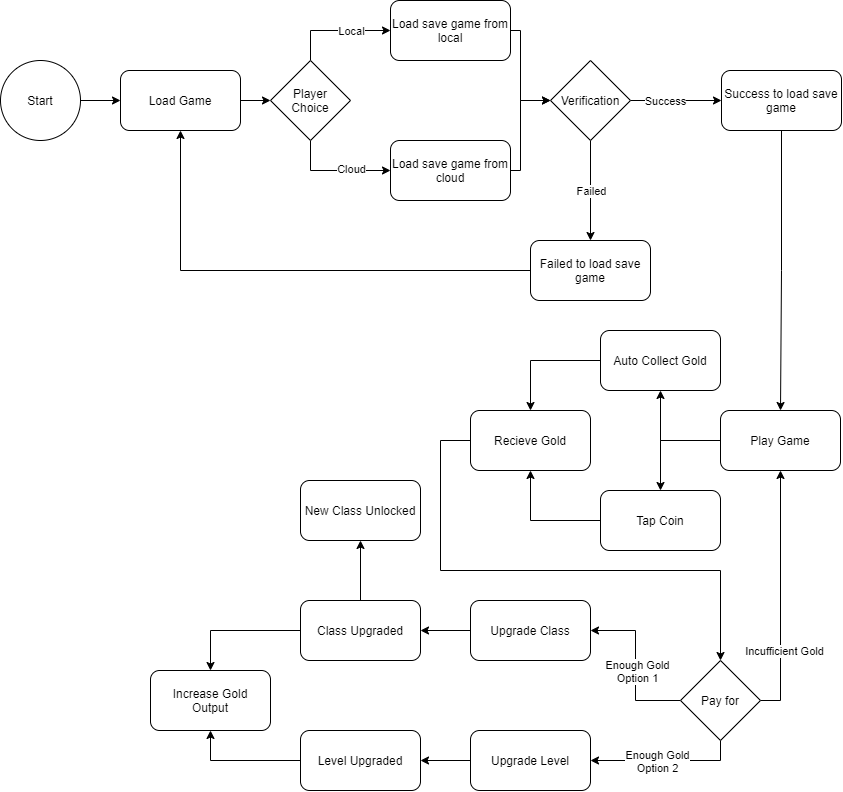 Start
Load Game
Player
Choice
Local
Load save game from
local
Cloud
Load save game from
cloud
Verification
Success
Success to load save
game
Failed
Failed to load save
game
Auto Collect Gold
Recieve Gold
Play Game
Tap Coin
New Class Unlocked
Class Upgraded
Upgrade Class
Enough Gold
Option 1
Incufficient Gold
Pay for
Increase Gold
Output
Level Upgraded
Upgrade Level
Enough Gold
Option 2